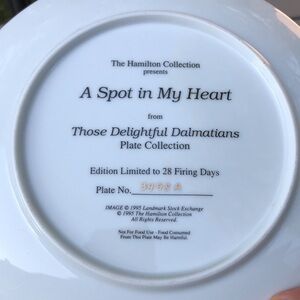 The Hamilton Collection
presents
A Spot in My Heart
from
Those Delightful Dalmatians
Plate Collection
Edition Limited to 28 Firing Days
Plate No.
IMAGE © 1995 Landmark Stock Exchange
© 1995 The Hamilton Collection
All Rights Reserved.
Not For Food Use - Food Consumed
From This Plate May Be Harmful.